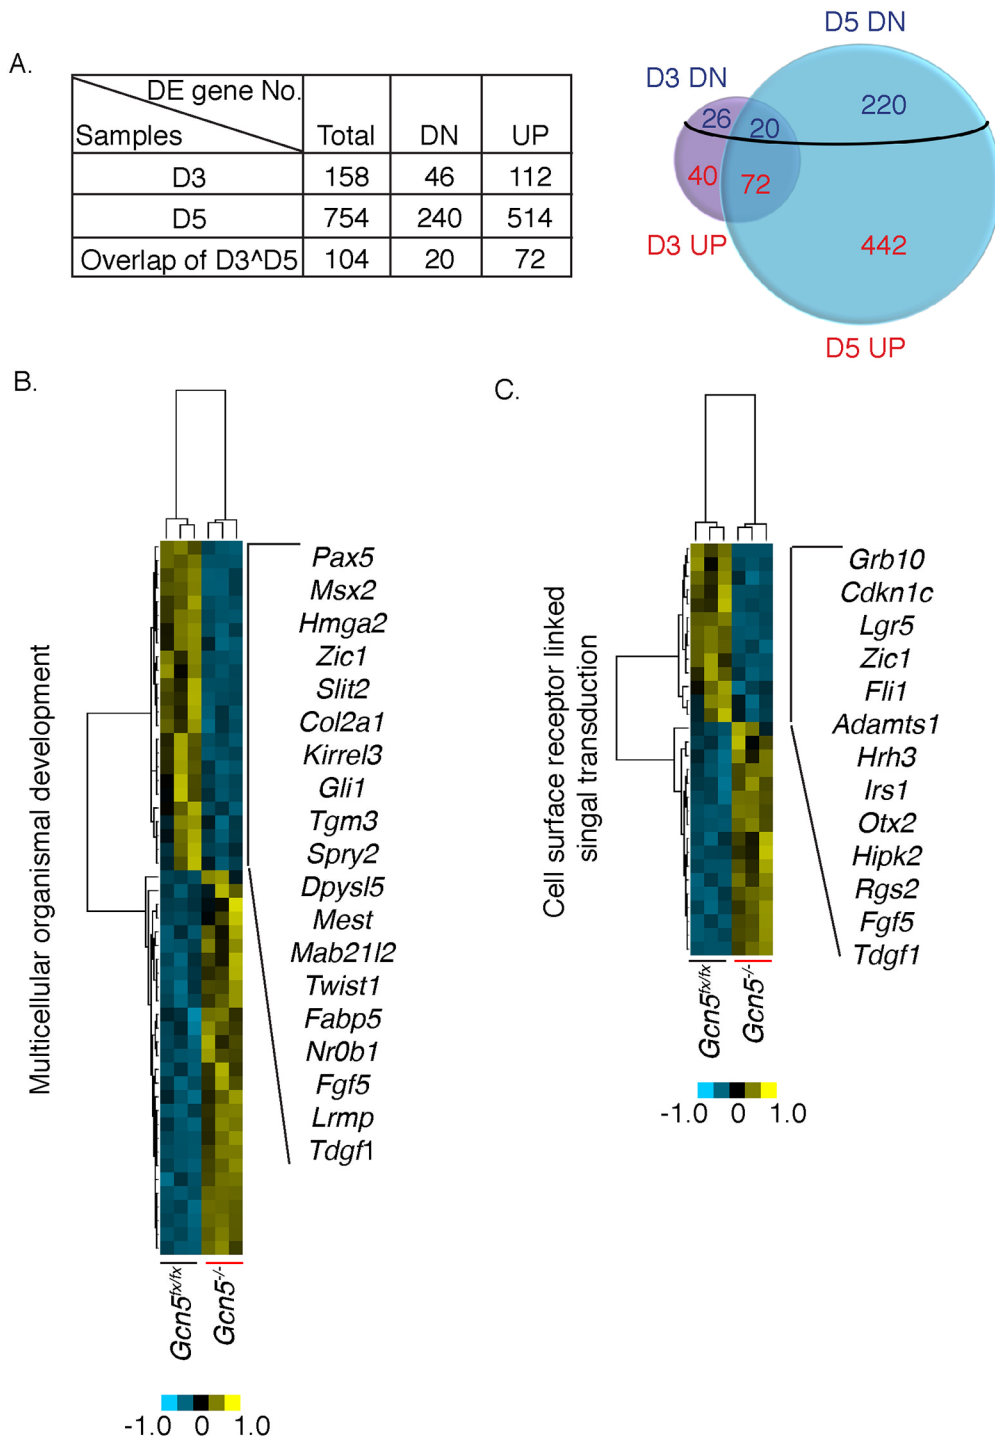 A.
DE gene No.
Samples Total DN UP
D3 158 46 112
D5 754 240 514
Overlap of D3^D5 104 20 72
D5 DN
D3 DN
26 20 220
40 72
D3 UP
442
D5 UP
B.
Multicellular organismal development
Pax5
Msx2
Hmga2
Zic1
Slit2
Col2a1
Kirrel3
Gli1
Tgm3
Spry2
Dpysl5
Mest
Mab21l2
Twist1
Fabp5
Nr0b1
Fgf5
Lrmp
Tdgf1
Gcn5fx/fx
Gcn5-/-
-1.0 0 1.0
C.
Cell surface receptor linked
singal transduction
Grb10
Cdkn1c
Lgr5
Zic1
Fli1
Adamts1
Hrh3
Irs1
Otx2
Hipk2
Rgs2
Fgf5
Tdgf1
Gcn5fx/fx
Gcn5-/-
-1.0 0 1.0